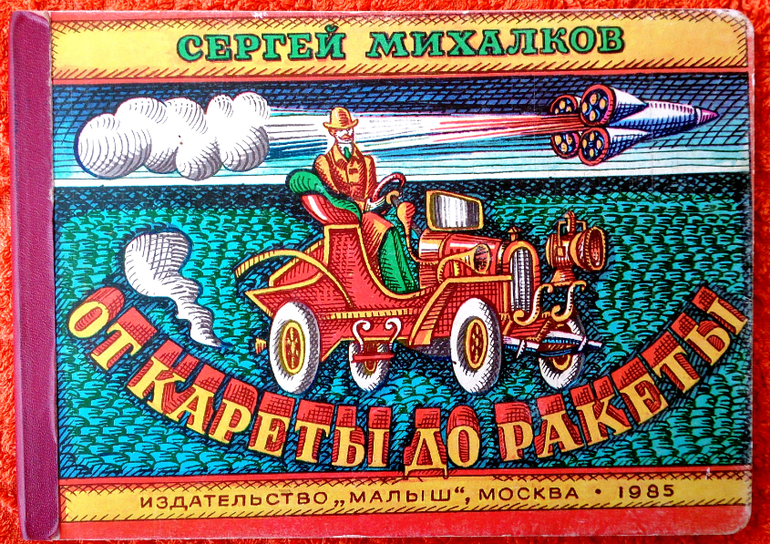 СЕРГЕЙ МИХАЛКОВ
ОТ КАРЕТЫ ДО РАКЕТЫ
ИЗДАТЕЛЬСТВО „МАЛЫШ“, МОСКВА • 1985